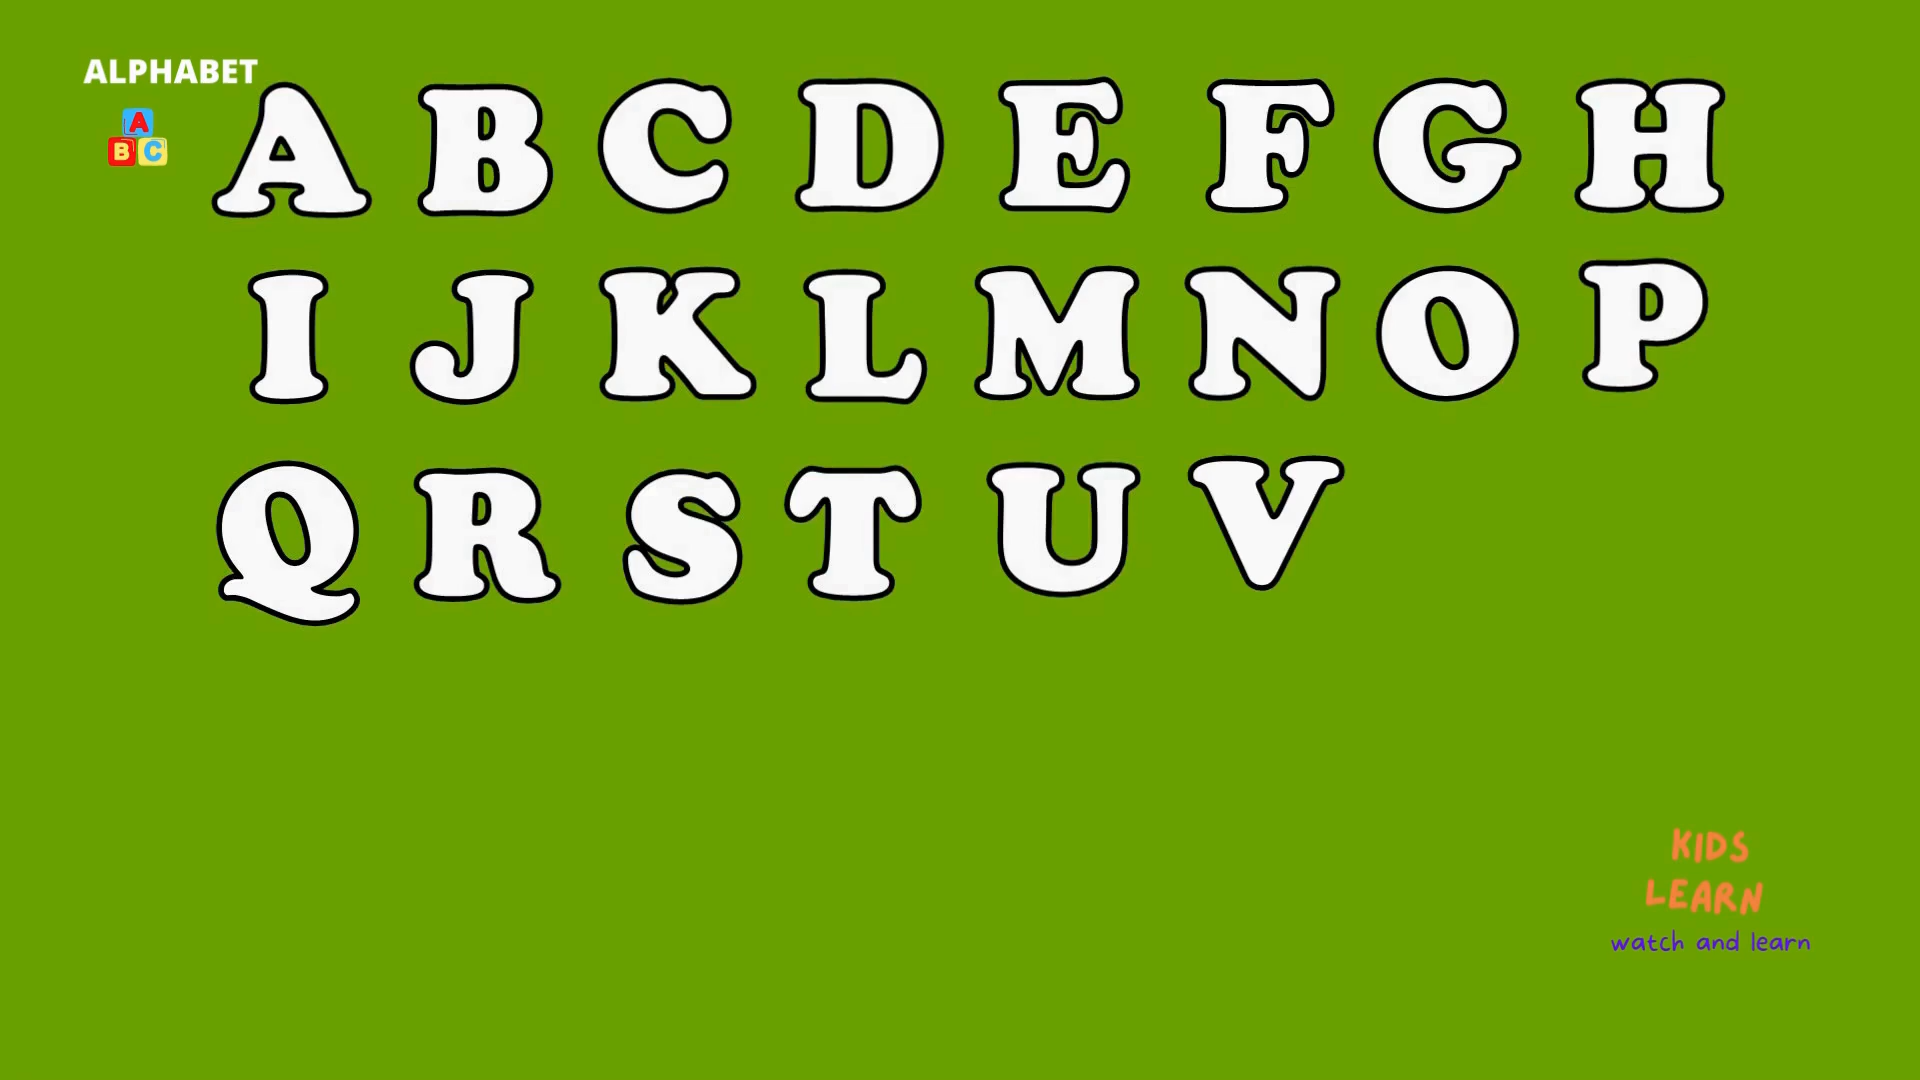 ALPHABET
A
B C
A B C D E F G H
I J K L M N O P
Q R S T U V
KIDS
LEARN
watch and learn